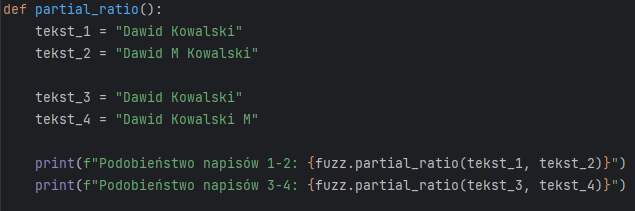 def partial_ratio():
    tekst_1 = "Dawid Kowalski"
    tekst_2 = "Dawid M Kowalski"

    tekst_3 = "Dawid Kowalski"
    tekst_4 = "Dawid Kowalski M"

    print(f"Podobieństwo napisów 1-2: {fuzz.partial_ratio(tekst_1, tekst_2)}")
    print(f"Podobieństwo napisów 3-4: {fuzz.partial_ratio(tekst_3, tekst_4)}")